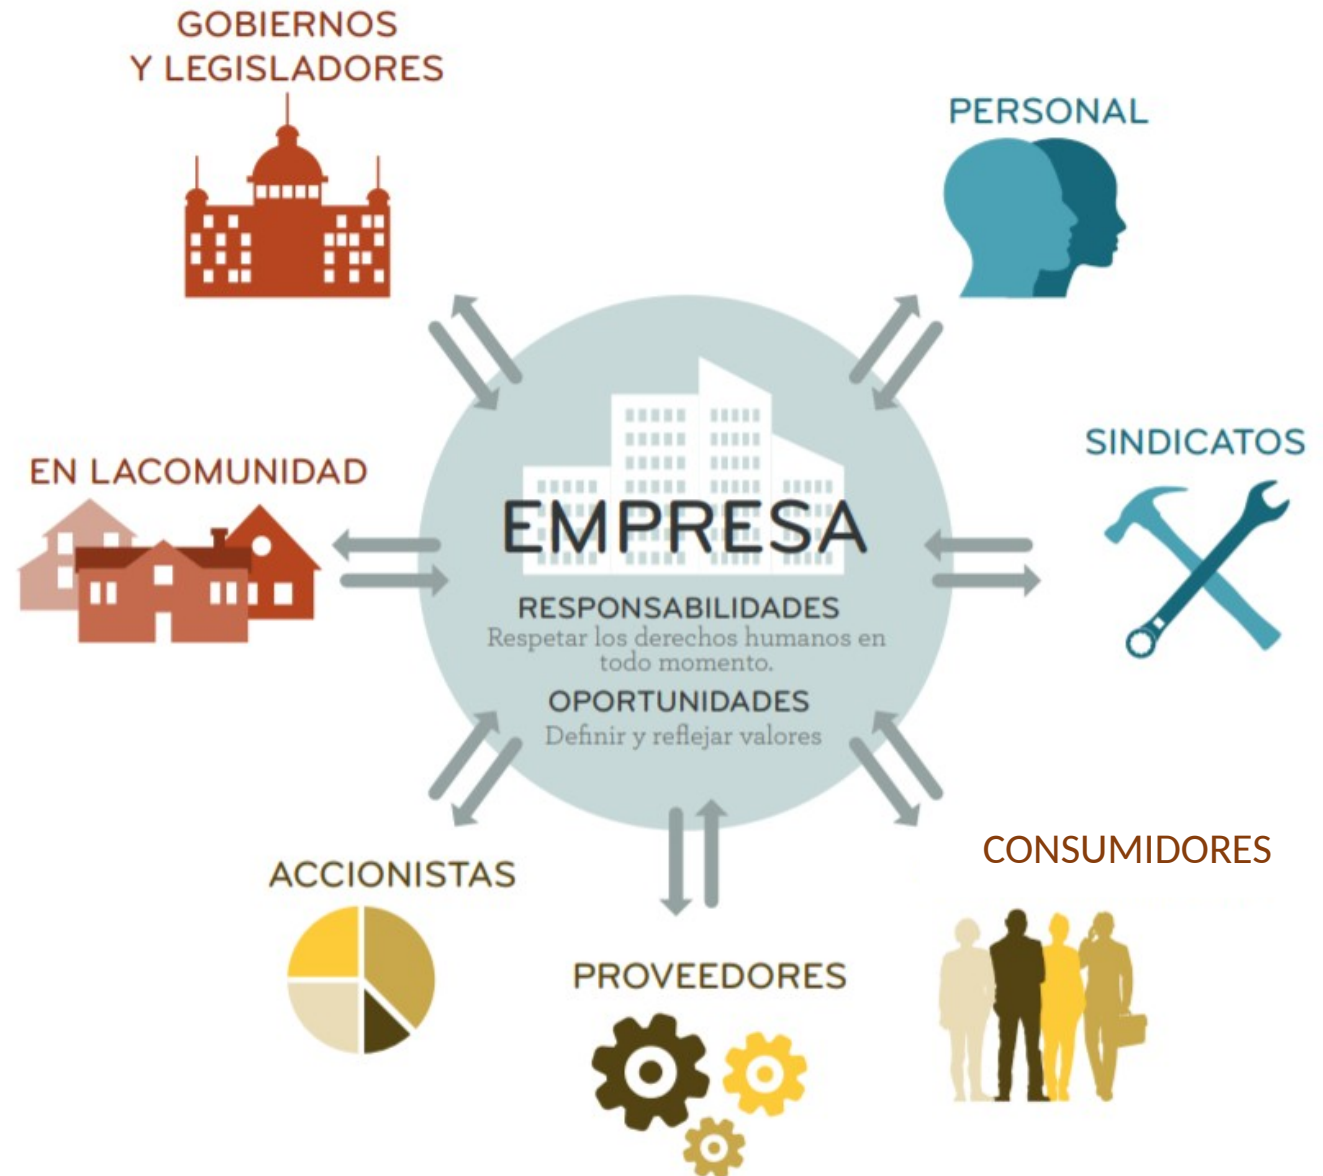 GOBIERNOS
Y LEGISLADORES
PERSONAL
SINDICATOS
EN LACOMUNIDAD
EMPRESA
RESPONSABILIDADES
Respetar los derechos humanos en
todo momento.
OPORTUNIDADES
Definir y reflejar valores
CONSUMIDORES
ACCIONISTAS
PROVEEDORES